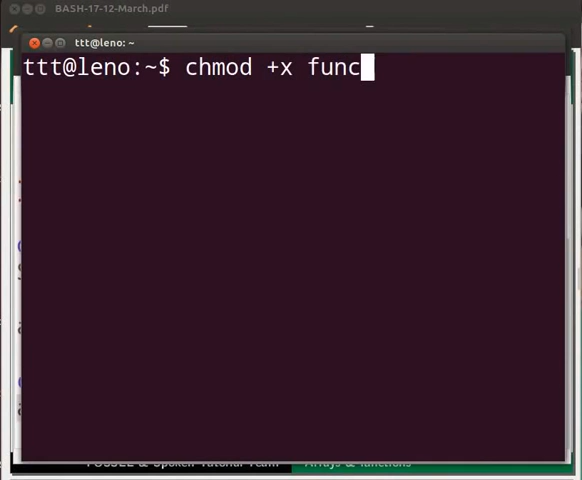 BASH-17-12-March.pdf
ttt@leno: ~
ttt@leno:~$ chmod +x func
FOSSEE & Spoken Tutorial Team
Arrays & functions